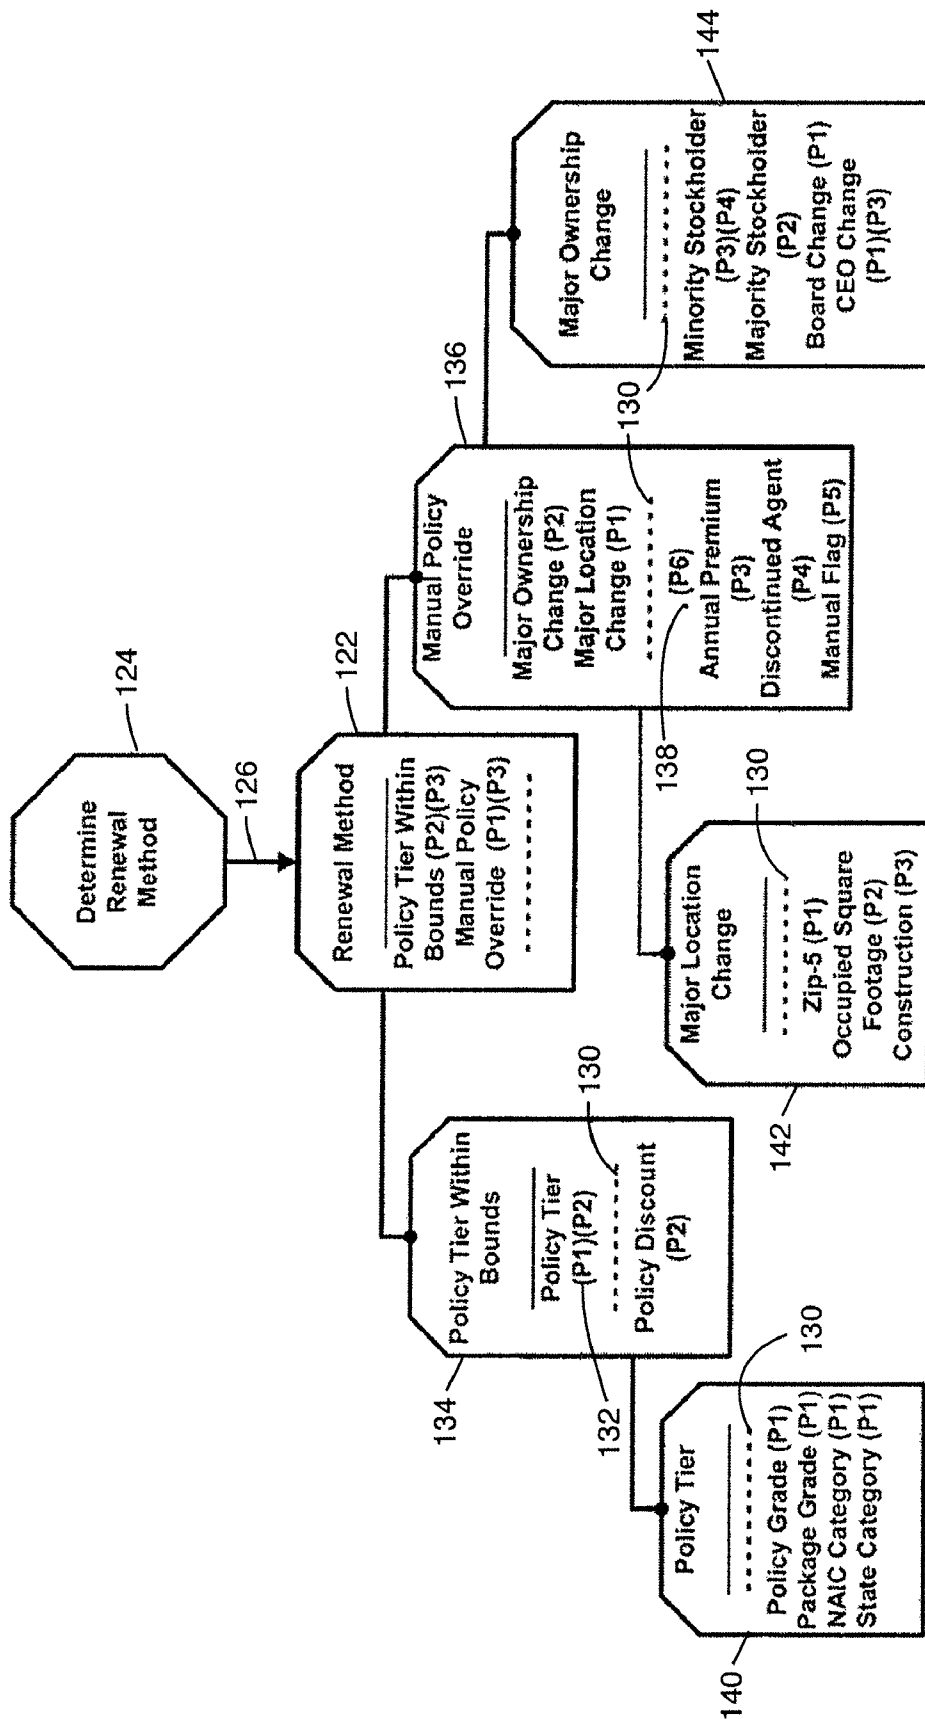 Determine
Renewal
Method
124
126
122
Renewal Method
Policy Tier Within
Bounds (P2)(P3)
Manual Policy
Override (P1)(P3)
134
Policy Tier Within
Bounds
Policy Tier
(P1)(P2)
130
132
Policy Discount
(P2)
136
Manual Policy
Override
Major Ownership
Change (P2)
Major Location
Change (P1)
130
138
(P6)
Annual Premium
(P3)
Discontinued Agent
(P4)
Manual Flag (P5)
140
Policy Tier
130
Policy Grade (P1)
Package Grade (P1)
NAIC Category (P1)
State Category (P1)
142
Major Location
Change
130
Zip-5 (P1)
Occupied Square
Footage (P2)
Construction (P3)
144
Major Ownership
Change
130
Minority Stockholder
(P3)(P4)
Majority Stockholder
(P2)
Board Change (P1)
CEO Change
(P1)(P3)